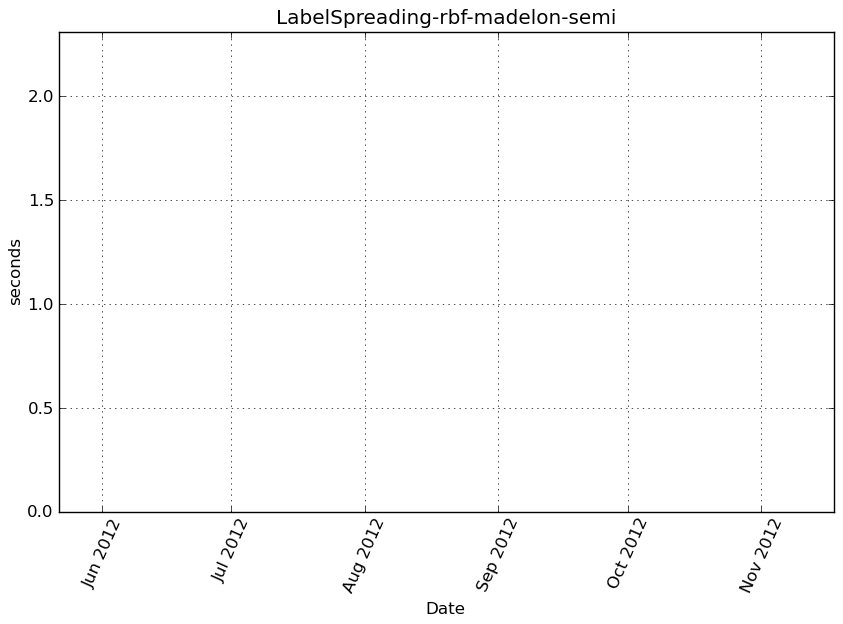 LabelSpreading-rbf-madelon-semi
2.0
1.5
1.0
0.5
0.0
seconds
Jun 2012
Jul 2012
Aug 2012
Sep 2012
Oct 2012
Nov 2012
Date